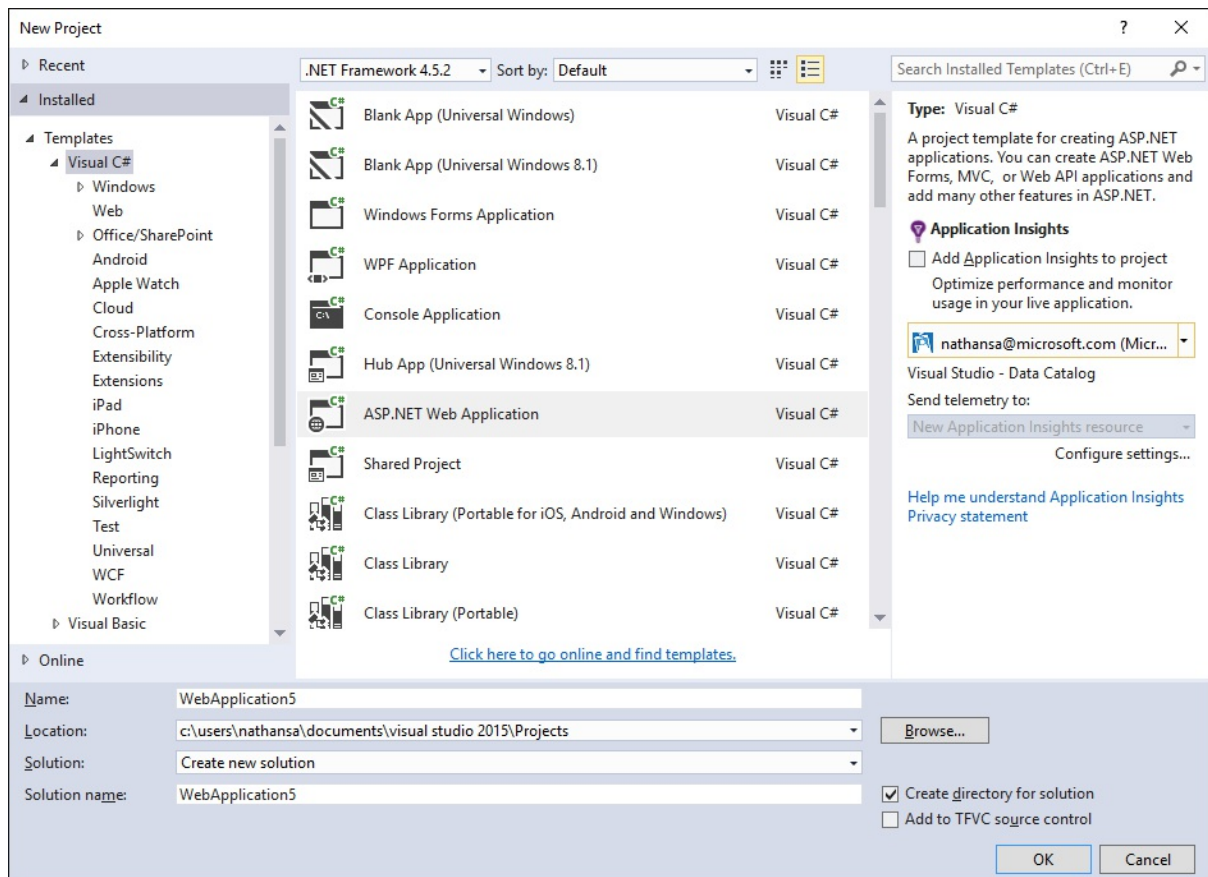 New Project
?
Recent
Installed
Templates
Visual C#
Windows
Web
Office/SharePoint
Android
Apple Watch
Cloud
Cross-Platform
Extensibility
Extensions
iPad
iPhone
LightSwitch
Reporting
Silverlight
Test
Universal
WCF
Workflow
Visual Basic
Online
.NET Framework 4.5.2 Sort by: Default
Blank App (Universal Windows) Visual C#
Blank App (Universal Windows 8.1) Visual C#
Windows Forms Application Visual C#
WPF Application Visual C#
Console Application Visual C#
Hub App (Universal Windows 8.1) Visual C#
ASP.NET Web Application Visual C#
Shared Project Visual C#
Class Library (Portable for iOS, Android and Windows) Visual C#
Class Library Visual C#
Class Library (Portable) Visual C#
Click here to go online and find templates.
Search Installed Templates (Ctrl+E)
Type: Visual C#
A project template for creating ASP.NET
applications. You can create ASP.NET Web
Forms, MVC, or Web API applications and
add many other features in ASP.NET.
Application Insights
Add Application Insights to project
Optimize performance and monitor
usage in your live application.
nathansa@microsoft.com (Micr...
Visual Studio - Data Catalog
Send telemetry to:
New Application Insights resource
Configure settings...
Help me understand Application Insights
Privacy statement
Name: WebApplication5
Location: c:\users\nathansa\documents\visual studio 2015\Projects
Browse...
Solution: Create new solution
Solution name: WebApplication5
Create directory for solution
Add to TFVC source control
OK Cancel